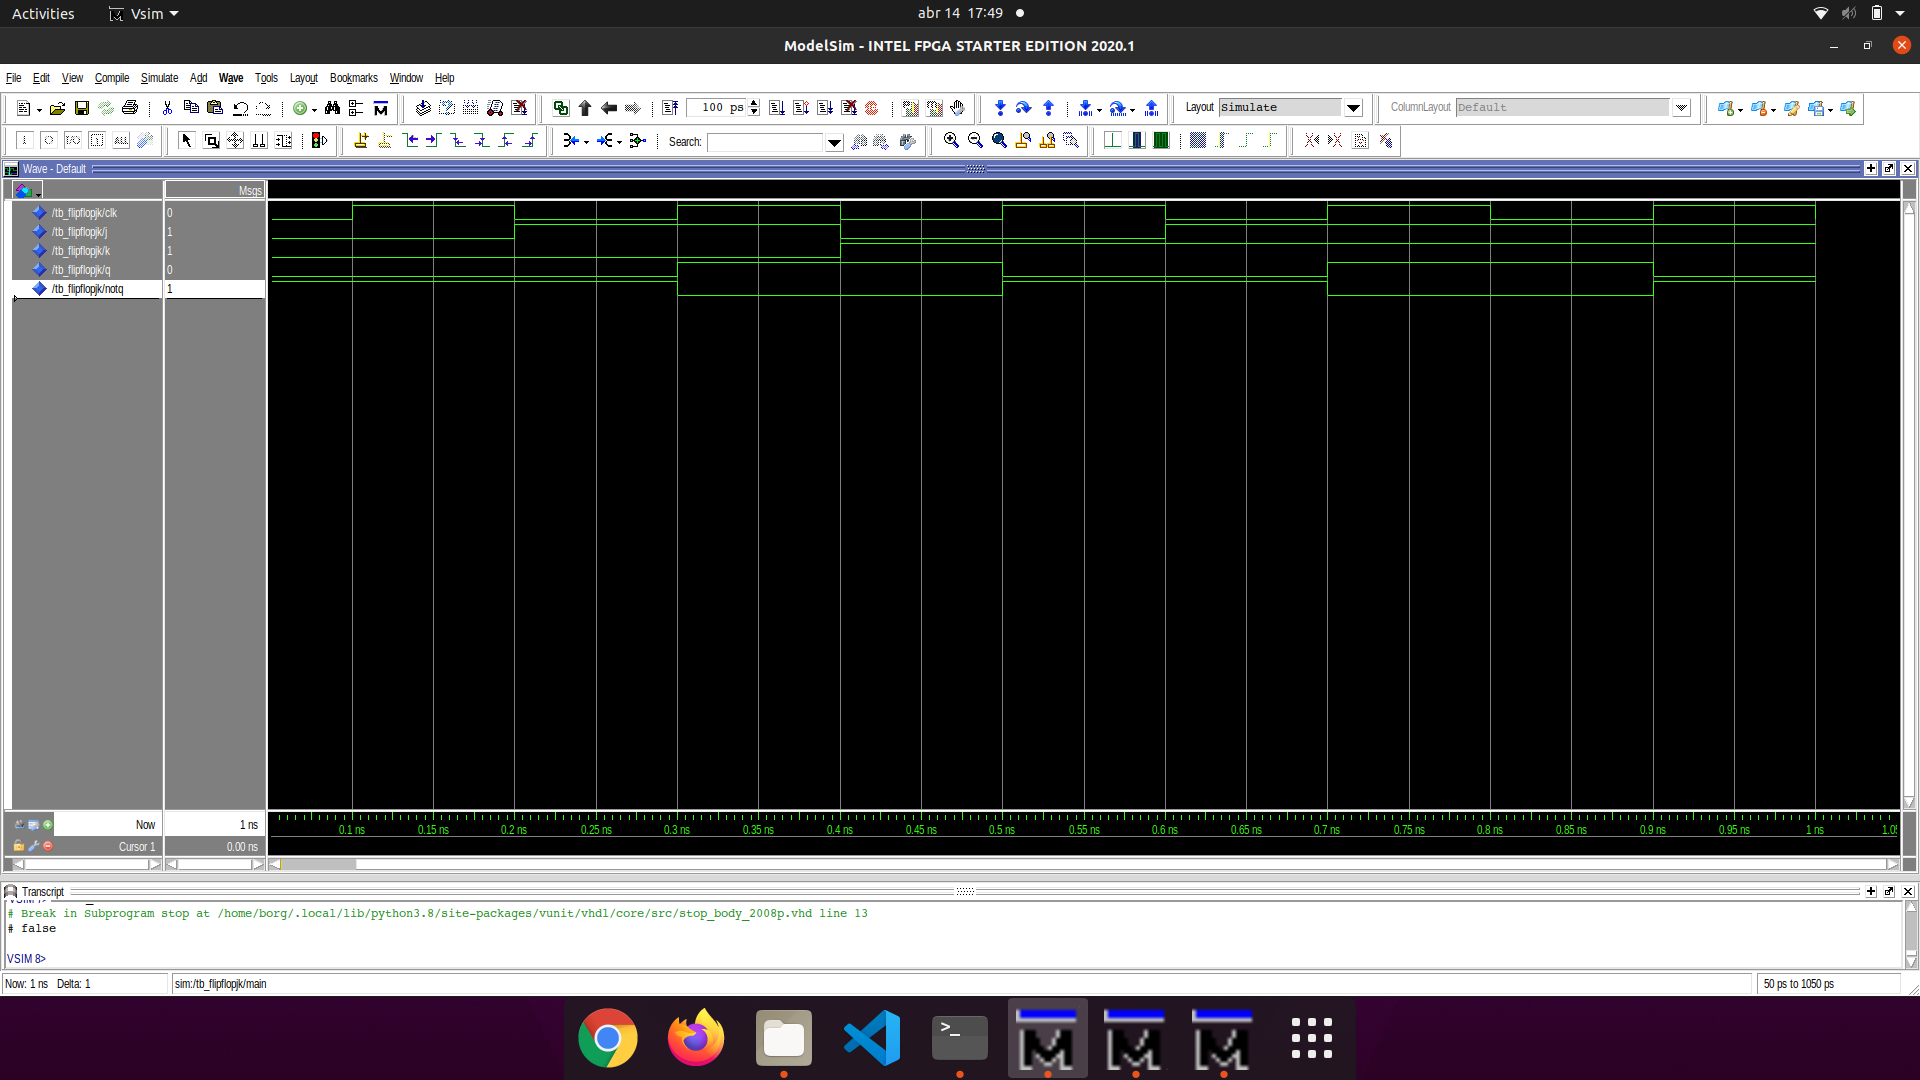 Activities Vsim abr 14 17:49
ModelSim - INTEL FPGA STARTER EDITION 2020.1
File Edit View Compile Simulate Add Wave Tools Layout Bookmarks Window Help
100 ps Layout Simulate ColumnLayout Default
Search:
Wave - Default
Msgs
/tb_flipflopjk/clk 0
/tb_flipflopjk/j 1
/tb_flipflopjk/k 1
/tb_flipflopjk/q 0
/tb_flipflopjk/notq 1
Now 1 ns 0.1 ns 0.15 ns 0.2 ns 0.25 ns 0.3 ns 0.35 ns 0.4 ns 0.45 ns 0.5 ns 0.55 ns 0.6 ns 0.65 ns 0.7 ns 0.75 ns 0.8 ns 0.85 ns 0.9 ns 0.95 ns 1 ns
Cursor 1 0.00 ns
Transcript
# Break in Subprogram stop at /home/borg/.local/lib/python3.8/site-packages/vunit/vhdl/core/src/stop_body_2008p.vhd line 13
# false
VSIM 8>
Now: 1 ns Delta: 1 sim:/tb_flipflopjk/main 50 ps to 1050 ps